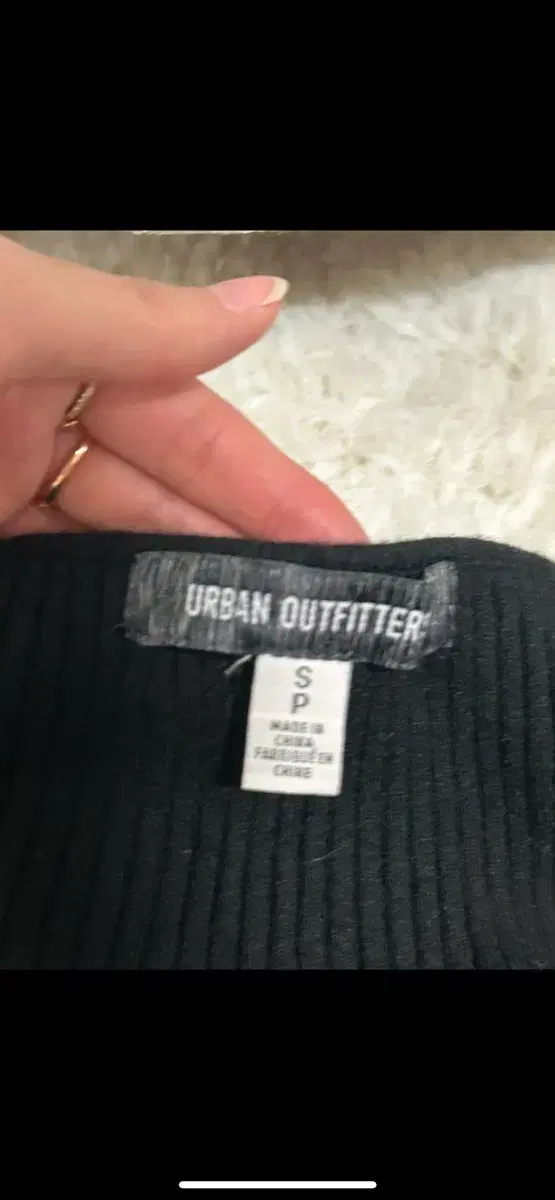 URBAN OUTFITTERS
S
P
MADE IN
CHINA
FABRIQUÉ EN
CHINE